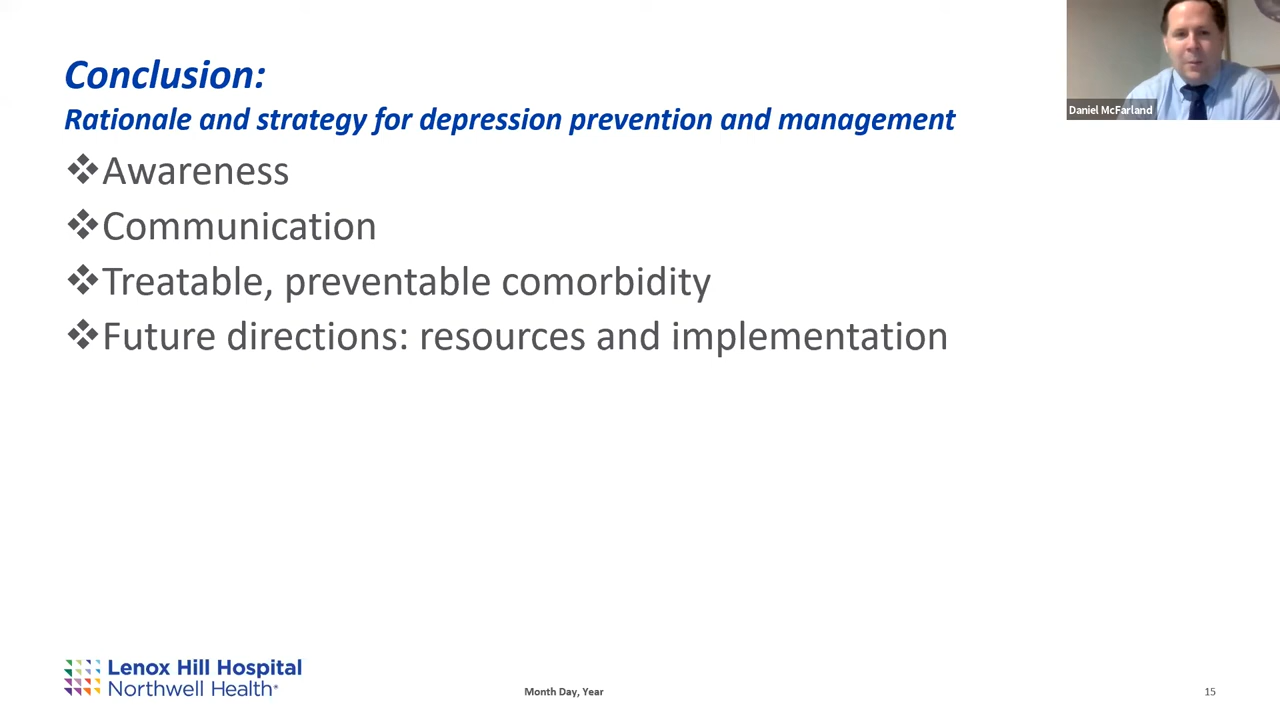 Conclusion:
Rationale and strategy for depression prevention and management
❖Awareness
❖Communication
❖Treatable, preventable comorbidity
❖Future directions: resources and implementation
Daniel McFarland
Lenox Hill Hospital
Northwell Health
Month Day, Year
15